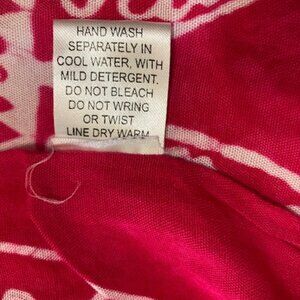 HAND WASH
SEPARATELY IN
COOL WATER, WITH
MILD DETERGENT.
DO NOT BLEACH
DO NOT WRING
OR TWIST
LINE DRY WARM